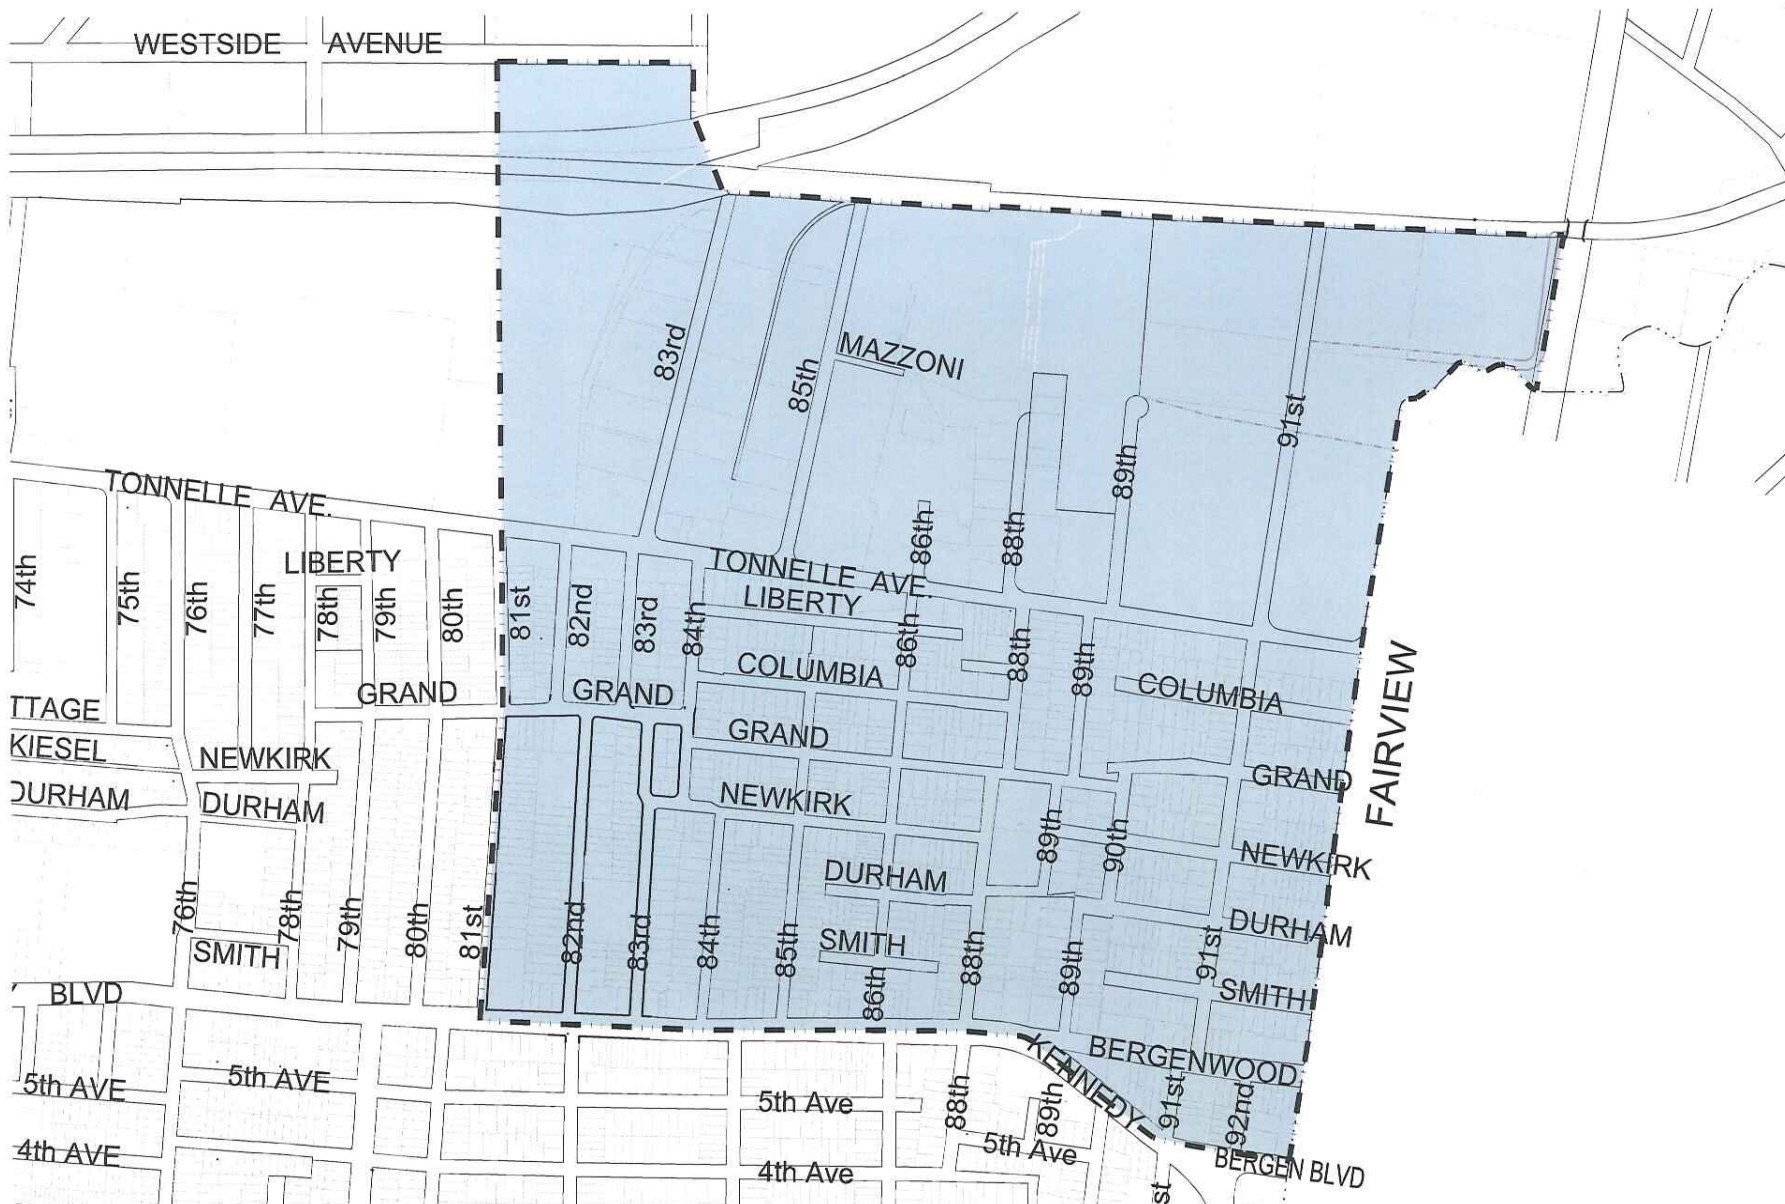 WESTSIDE AVENUE
83rd
MAZZONI
85th
91st
89th
TONNELLE AVE.
86th
88th
LIBERTY
TONNELLE AVE.
74th
75th
76th
77th
78th
79th
80th
81st
82nd
83rd
84th
LIBERTY
86th
88th
89th
COLUMBIA
COLUMBIA
FAIRVIEW
GRAND
GRAND
TTAGE
GRAND
KIESEL
NEWKIRK
GRAND
DURHAM
DURHAM
NEWKIRK
89th
90th
NEWKIRK
DURHAM
76th
78th
79th
80th
81st
82nd
83rd
84th
85th
SMITH
86th
88th
89th
91st
DURHAM
SMITH
SMITH
BLVD
BERGENWOOD
KENNEDY
5th AVE
5th AVE
5th Ave
88th
89th
91st
92nd
5th Ave
4th AVE
4th Ave
BERGEN BLVD
st